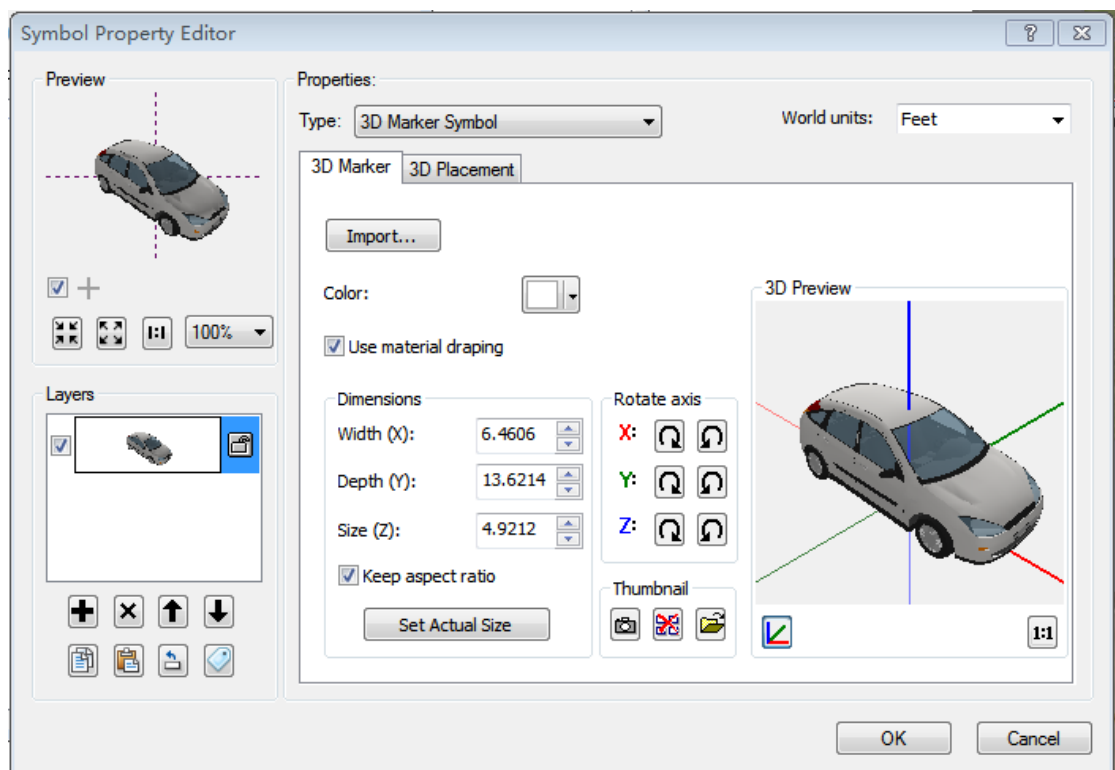 Symbol Property Editor
Preview
100%
Layers
Properties:
Type: 3D Marker Symbol
World units: Feet
3D Marker
3D Placement
Import...
Color:
Use material draping
Dimensions
Width (X): 6.4606
Depth (Y): 13.6214
Size (Z): 4.9212
Keep aspect ratio
Set Actual Size
Rotate axis
X:
Y:
Z:
Thumbnail
3D Preview
1:1
OK
Cancel